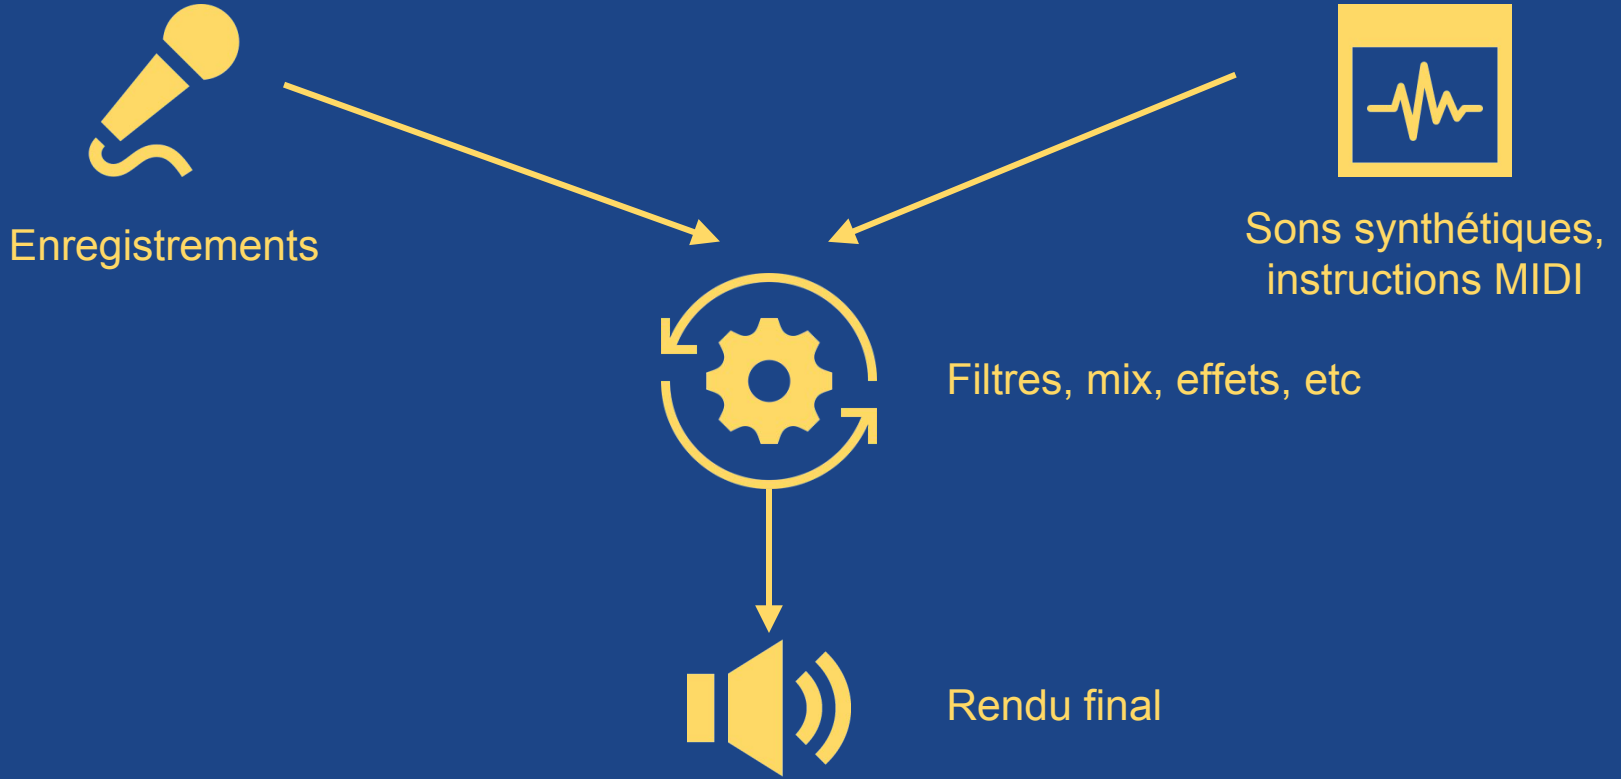 Enregistrements
Sons synthétiques,
instructions MIDI
Filtres, mix, effets, etc
Rendu final